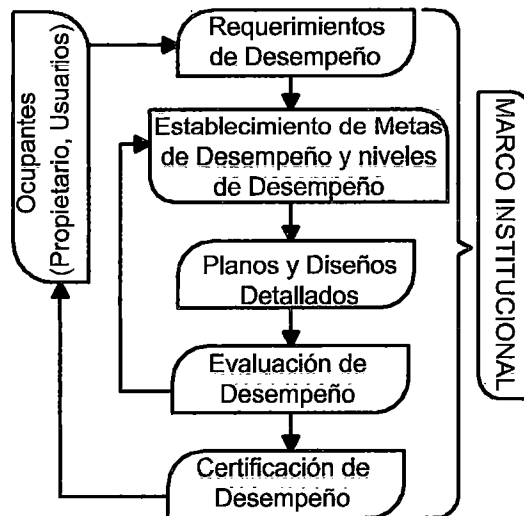 Requerimientos
de Desempeño
Establecimiento de Metas
de Desempeño y niveles
de Desempeño
Planos y Diseños
Detallados
Evaluación de
Desempeño
Certificación de
Desempeño
Ocupantes
(Propietario, Usuarios)
MARCO INSTITUCIONAL